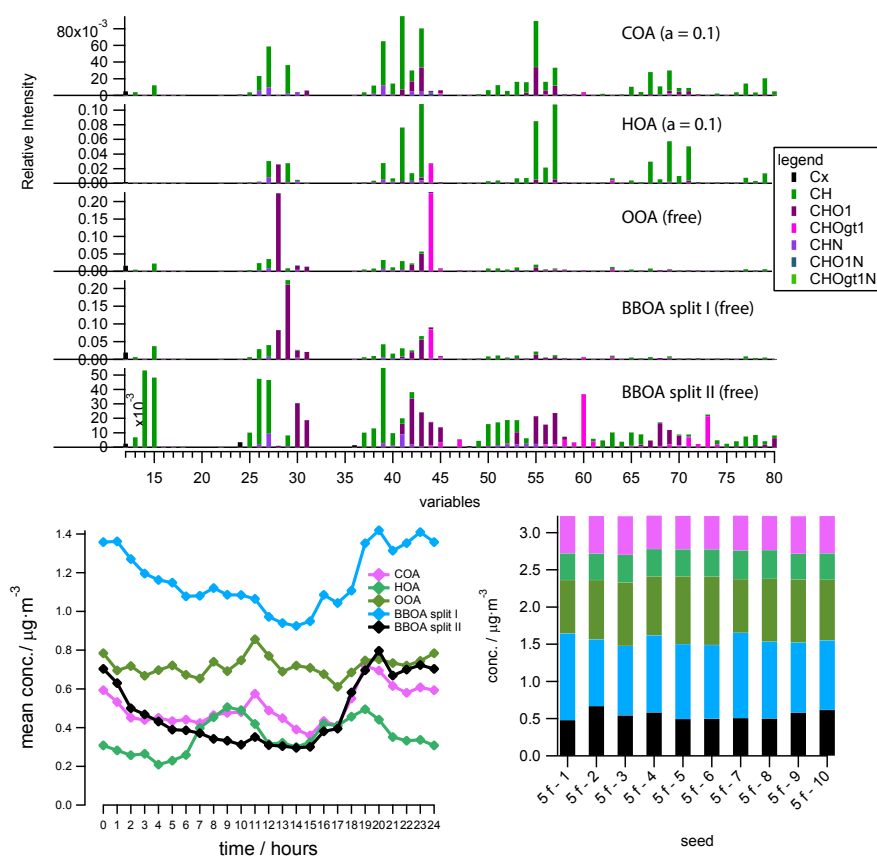 80x10⁻³
60
40
20
0
COA (a = 0.1)
Relative Intensity
0.10
0.08
0.06
0.04
0.02
0.00
HOA (a = 0.1)
legend
Cx
CH
CHO1
CHOgt1
CHN
CHO1N
CHOgt1N
0.20
0.15
0.10
0.05
0.00
OOA (free)
0.20
0.15
0.10
0.05
0.00
BBOA split I (free)
50
40
30
20
10
0
x10⁻³
BBOA split II (free)
15 20 25 30 35 40 45 50 55 60 65 70 75 80
variables
1.4
1.2
1.0
0.8
0.6
0.4
0.2
0.0
mean conc./ µg·m⁻³
COA
HOA
OOA
BBOA split I
BBOA split II
0 1 2 3 4 5 6 7 8 9 10 11 12 13 14 15 16 17 18 19 20 21 22 23 24
time / hours
3.0
2.5
2.0
1.5
1.0
0.5
0.0
conc. / µg·m⁻³
5 f - 1
5 f - 2
5 f - 3
5 f - 4
5 f - 5
5 f - 6
5 f - 7
5 f - 8
5 f - 9
5 f - 10
seed